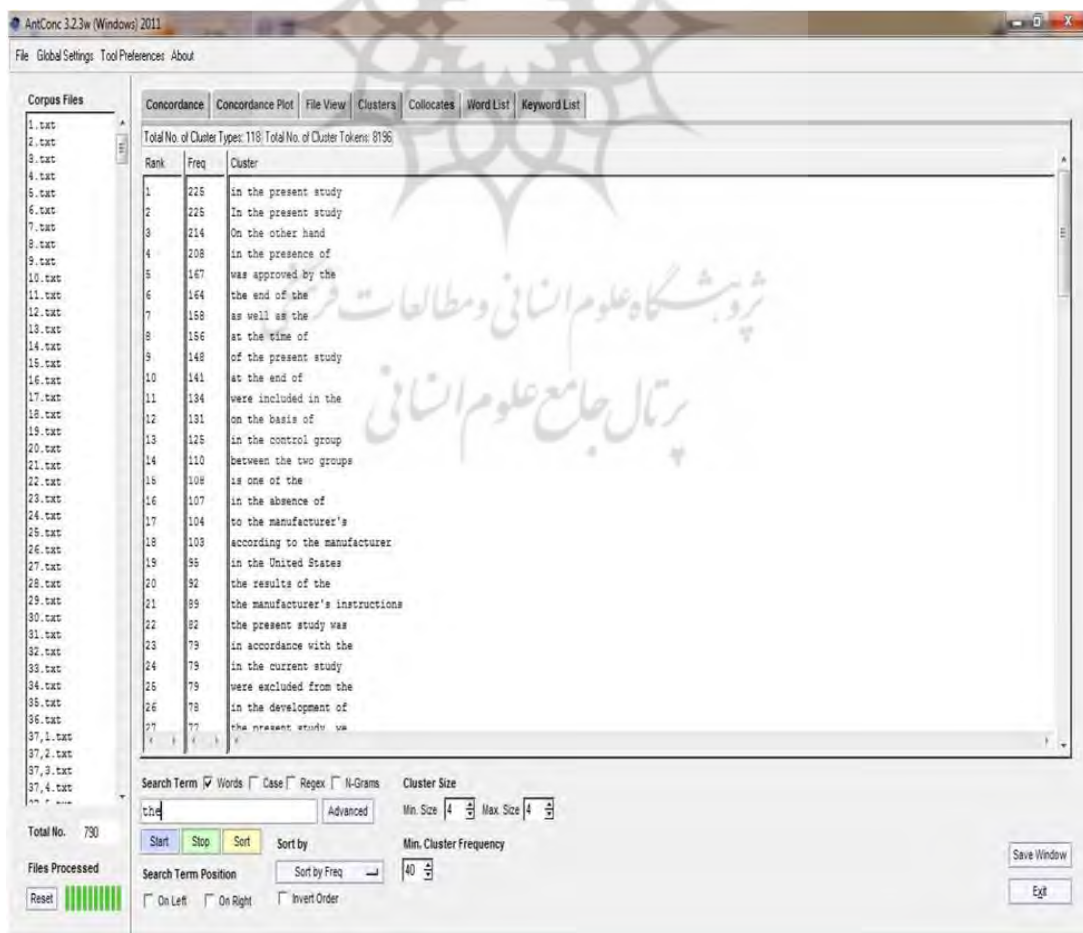 AntConc 3.2.3w (Windows) 2011
File Global Settings Tool Preferences About
Corpus Files
1.txt
2.txt
3.txt
4.txt
5.txt
6.txt
7.txt
8.txt
9.txt
10.txt
11.txt
12.txt
13.txt
14.txt
15.txt
16.txt
17.txt
18.txt
19.txt
20.txt
21.txt
22.txt
23.txt
24.txt
25.txt
26.txt
27.txt
28.txt
29.txt
30.txt
31.txt
32.txt
33.txt
34.txt
35.txt
36.txt
37,1.txt
37,2.txt
37,3.txt
37,4.txt
Total No. 790
Files Processed
Reset
Concordance Concordance Plot File View Clusters Collocates Word List Keyword List
Total No. of Cluster Types: 118 Total No. of Cluster Tokens: 8196
Rank Freq Cluster
1 225 in the present study
2 225 In the present study
3 214 On the other hand
4 208 in the presence of
5 167 was approved by the
6 164 the end of the
7 158 as well as the
8 156 at the time of
9 148 of the present study
10 141 at the end of
11 134 were included in the
12 131 on the basis of
13 125 in the control group
14 110 between the two groups
15 108 is one of the
16 107 in the absence of
17 104 to the manufacturer's
18 103 according to the manufacturer
19 95 in the United States
20 92 the results of the
21 89 the manufacturer's instructions
22 82 the present study was
23 79 in accordance with the
24 79 in the current study
25 79 were excluded from the
26 78 in the development of
27 77 the present study, we
پژوهشگاه علوم انسانی و مطالعات فرهنگی
پرتال جامع علوم انسانی
Search Term Words Case Regex N-Grams Cluster Size
the Advanced Min. Size 4 Max. Size 4
Start Stop Sort Sort by Min. Cluster Frequency
Search Term Position Sort by Freq 40
On Left On Right Invert Order
Save Window
Exit